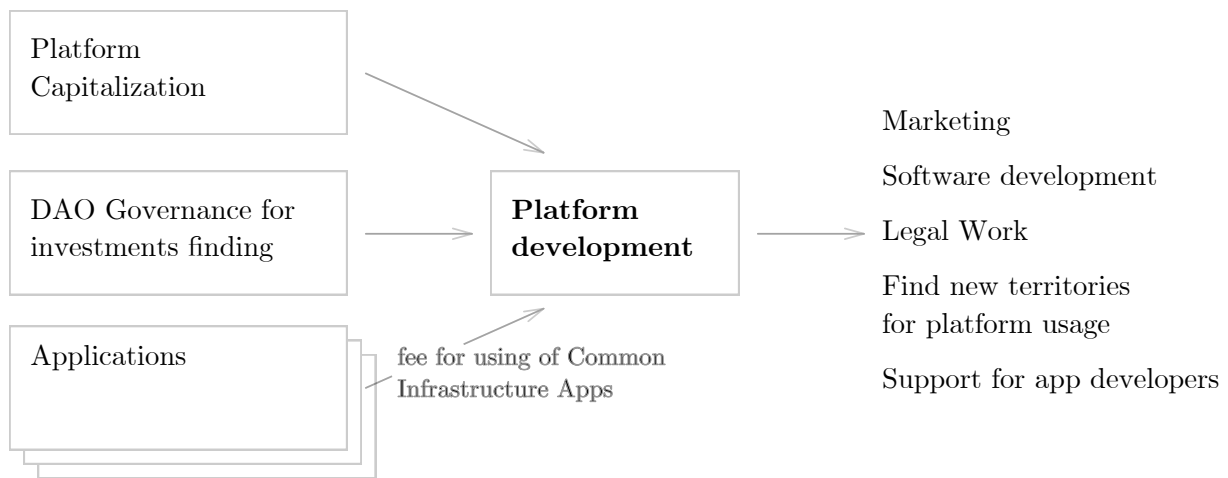 Platform
Capitalization
DAO Governance for
investments finding
Applications
fee for using of Common
Infrastructure Apps
Platform
development
Marketing
Software development
Legal Work
Find new territories
for platform usage
Support for app developers